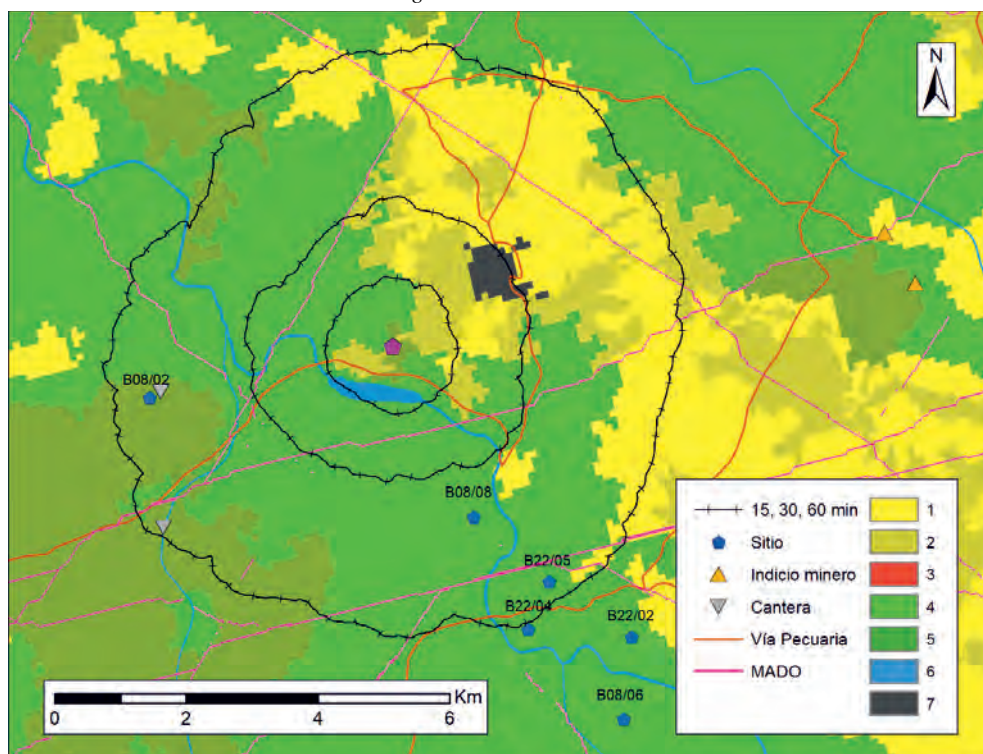 N
B08/02
B08/08
B22/05
B22/04
B22/02
B08/06
15, 30, 60 min
Sitio
Indicio minero
Cantera
Vía Pecuaria
MADO
1
2
3
4
5
6
7
Km
0 2 4 6